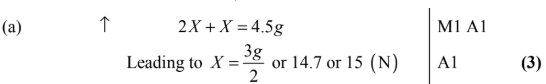 (a) ↑ 2X + X = 4.5g M1 A1
Leading to X = 3g/2 or 14.7 or 15 (N) A1 (3)